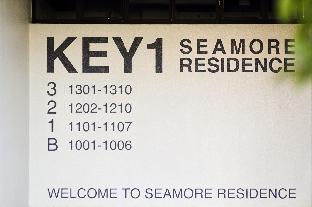 KEY1 SEAMORE
RESIDENCE
3 1301-1310
2 1202-1210
1 1101-1107
B 1001-1006
WELCOME TO SEAMORE RESIDENCE